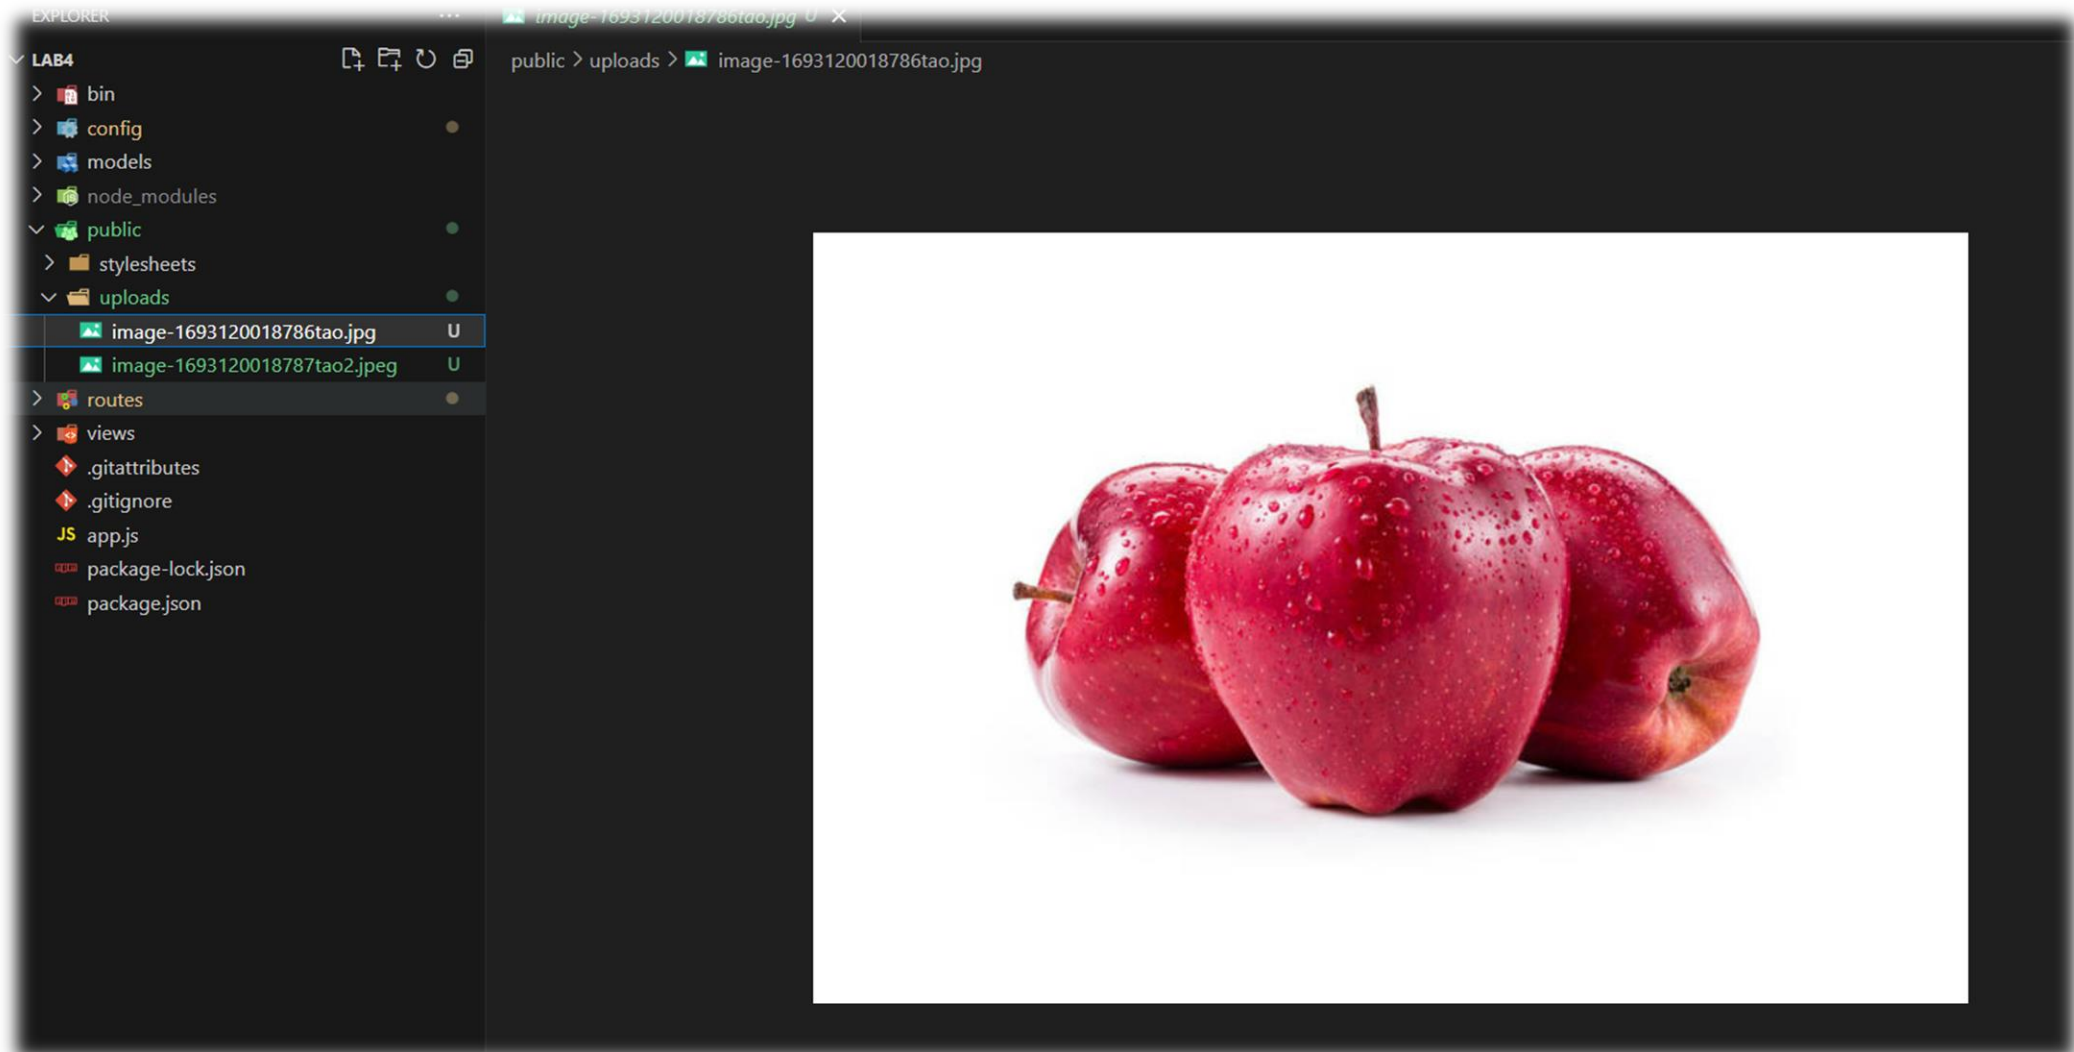 EXPLORER
image-1693120018786tao.jpg U
LAB4
public > uploads > image-1693120018786tao.jpg
bin
config
models
node_modules
public
stylesheets
uploads
image-1693120018786tao.jpg U
image-1693120018787tao2.jpeg U
routes
views
.gitattributes
.gitignore
JS app.js
package-lock.json
package.json